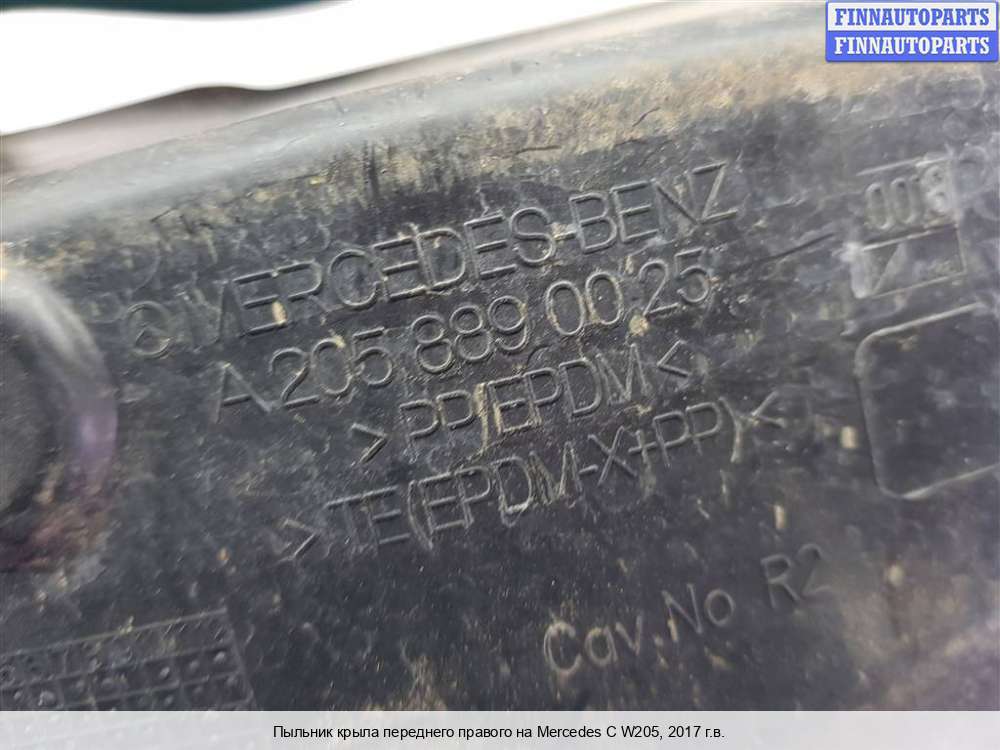 FINNAUTOPARTS
FINNAUTOPARTS
©MERCEDES-BENZ
A 205 889 00 25
>PP/EPDM<
>TE(EPDM-X+PP)<
Cav.No R2
Пыльник крыла переднего правого на Mercedes C W205, 2017 г.в.